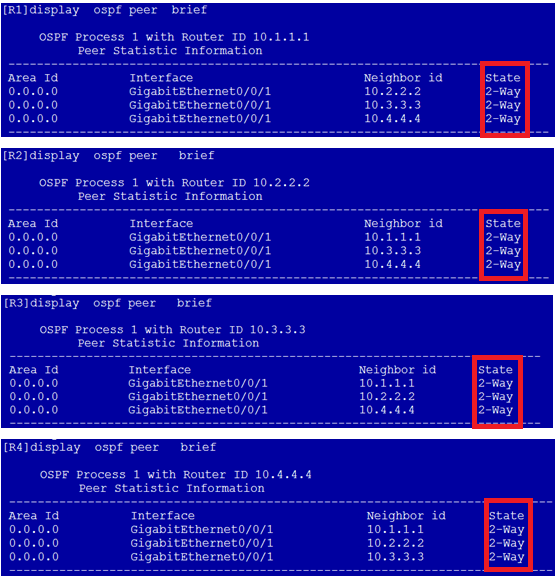 [R1]display ospf peer brief
OSPF Process 1 with Router ID 10.1.1.1
Peer Statistic Information
----------------------------------------------------------------------------
Area Id Interface Neighbor id State
0.0.0.0 GigabitEthernet0/0/1 10.2.2.2 2-Way
0.0.0.0 GigabitEthernet0/0/1 10.3.3.3 2-Way
0.0.0.0 GigabitEthernet0/0/1 10.4.4.4 2-Way
----------------------------------------------------------------------------
[R2]display ospf peer brief
OSPF Process 1 with Router ID 10.2.2.2
Peer Statistic Information
----------------------------------------------------------------------------
Area Id Interface Neighbor id State
0.0.0.0 GigabitEthernet0/0/1 10.1.1.1 2-Way
0.0.0.0 GigabitEthernet0/0/1 10.3.3.3 2-Way
0.0.0.0 GigabitEthernet0/0/1 10.4.4.4 2-Way
----------------------------------------------------------------------------
[R3]display ospf peer brief
OSPF Process 1 with Router ID 10.3.3.3
Peer Statistic Information
----------------------------------------------------------------------------
Area Id Interface Neighbor id State
0.0.0.0 GigabitEthernet0/0/1 10.1.1.1 2-Way
0.0.0.0 GigabitEthernet0/0/1 10.2.2.2 2-Way
0.0.0.0 GigabitEthernet0/0/1 10.4.4.4 2-Way
----------------------------------------------------------------------------
[R4]display ospf peer brief
OSPF Process 1 with Router ID 10.4.4.4
Peer Statistic Information
----------------------------------------------------------------------------
Area Id Interface Neighbor id State
0.0.0.0 GigabitEthernet0/0/1 10.1.1.1 2-Way
0.0.0.0 GigabitEthernet0/0/1 10.2.2.2 2-Way
0.0.0.0 GigabitEthernet0/0/1 10.3.3.3 2-Way
----------------------------------------------------------------------------